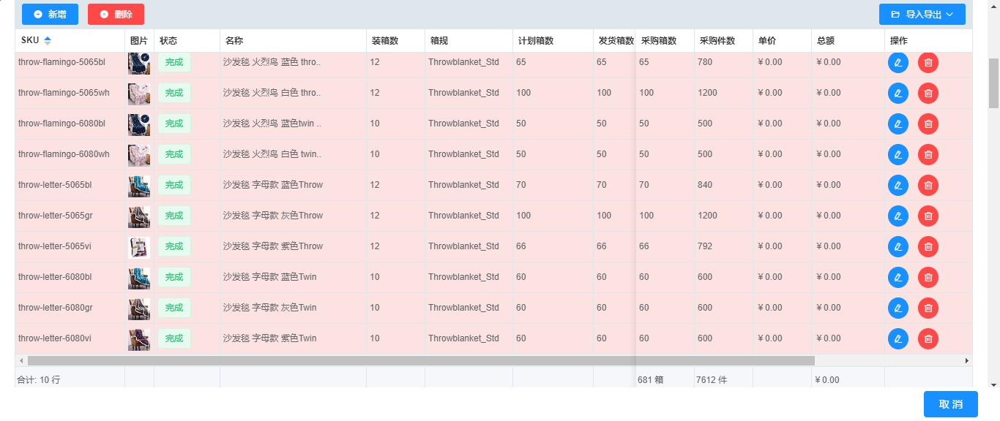 新增 删除 导入导出
SKU 图片 状态 名称 装箱数 箱规 计划箱数 发货箱数 采购箱数 采购件数 单价 总额 操作
throw-flamingo-5065bl 完成 沙发毯 火烈鸟 蓝色 thro.. 12 Throwblanket_Std 65 65 65 780 ¥ 0.00 ¥ 0.00
throw-flamingo-5065wh 完成 沙发毯 火烈鸟 白色 thro.. 12 Throwblanket_Std 100 100 100 1200 ¥ 0.00 ¥ 0.00
throw-flamingo-6080bl 完成 沙发毯 火烈鸟 蓝色twin .. 10 Throwblanket_Std 50 50 50 500 ¥ 0.00 ¥ 0.00
throw-flamingo-6080wh 完成 沙发毯 火烈鸟 白色 twin.. 10 Throwblanket_Std 50 50 50 500 ¥ 0.00 ¥ 0.00
throw-letter-5065bl 完成 沙发毯 字母款 蓝色Throw 12 Throwblanket_Std 70 70 70 840 ¥ 0.00 ¥ 0.00
throw-letter-5065gr 完成 沙发毯 字母款 灰色Throw 12 Throwblanket_Std 100 100 100 1200 ¥ 0.00 ¥ 0.00
throw-letter-5065vi 完成 沙发毯 字母款 紫色Throw 12 Throwblanket_Std 66 66 66 792 ¥ 0.00 ¥ 0.00
throw-letter-6080bl 完成 沙发毯 字母款 蓝色Twin 10 Throwblanket_Std 60 60 60 600 ¥ 0.00 ¥ 0.00
throw-letter-6080gr 完成 沙发毯 字母款 灰色Twin 10 Throwblanket_Std 60 60 60 600 ¥ 0.00 ¥ 0.00
throw-letter-6080vi 完成 沙发毯 字母款 紫色Twin 10 Throwblanket_Std 60 60 60 600 ¥ 0.00 ¥ 0.00
合计: 10 行 681 箱 7612 件 ¥ 0.00
取 消